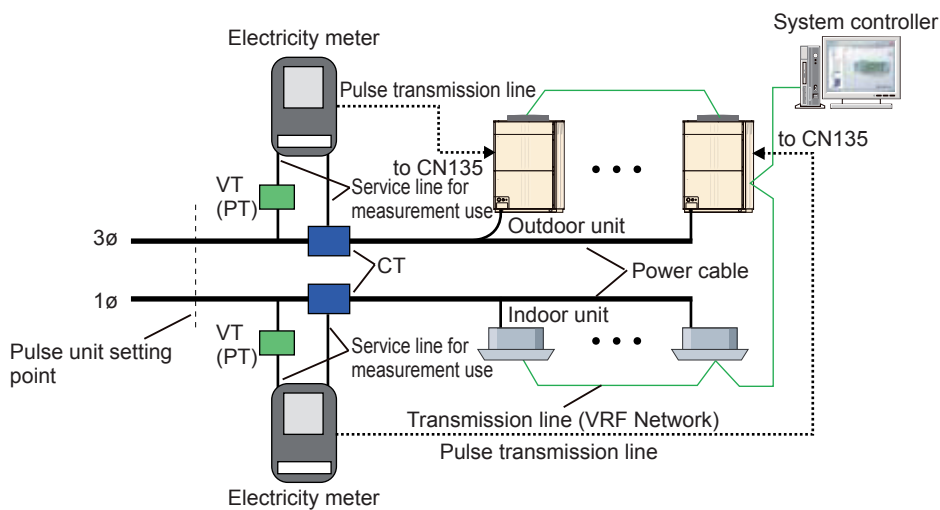 System controller
Electricity meter
Pulse transmission line
to CN135
to CN135
VT
(PT)
Service line for
measurement use
Outdoor unit
3ø
CT
Power cable
1ø
Indoor unit
VT
(PT)
Service line for
measurement use
Pulse unit setting
point
Transmission line (VRF Network)
Pulse transmission line
Electricity meter